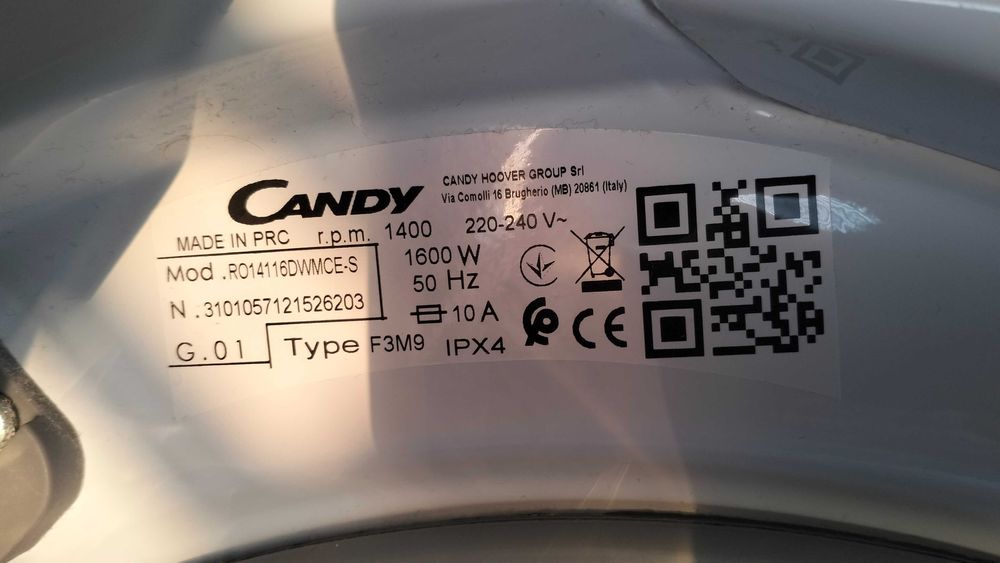 CANDY
CANDY HOOVER GROUP Srl
Via Comolli 16 Brugherio (MB) 20861 (Italy)
MADE IN PRC r.p.m. 1400 220-240 V~
Mod .RO14116DWMCE-S 1600 W
50 Hz
N .3101057121526203 10 A
G.01 Type F3M9 IPX4 CE